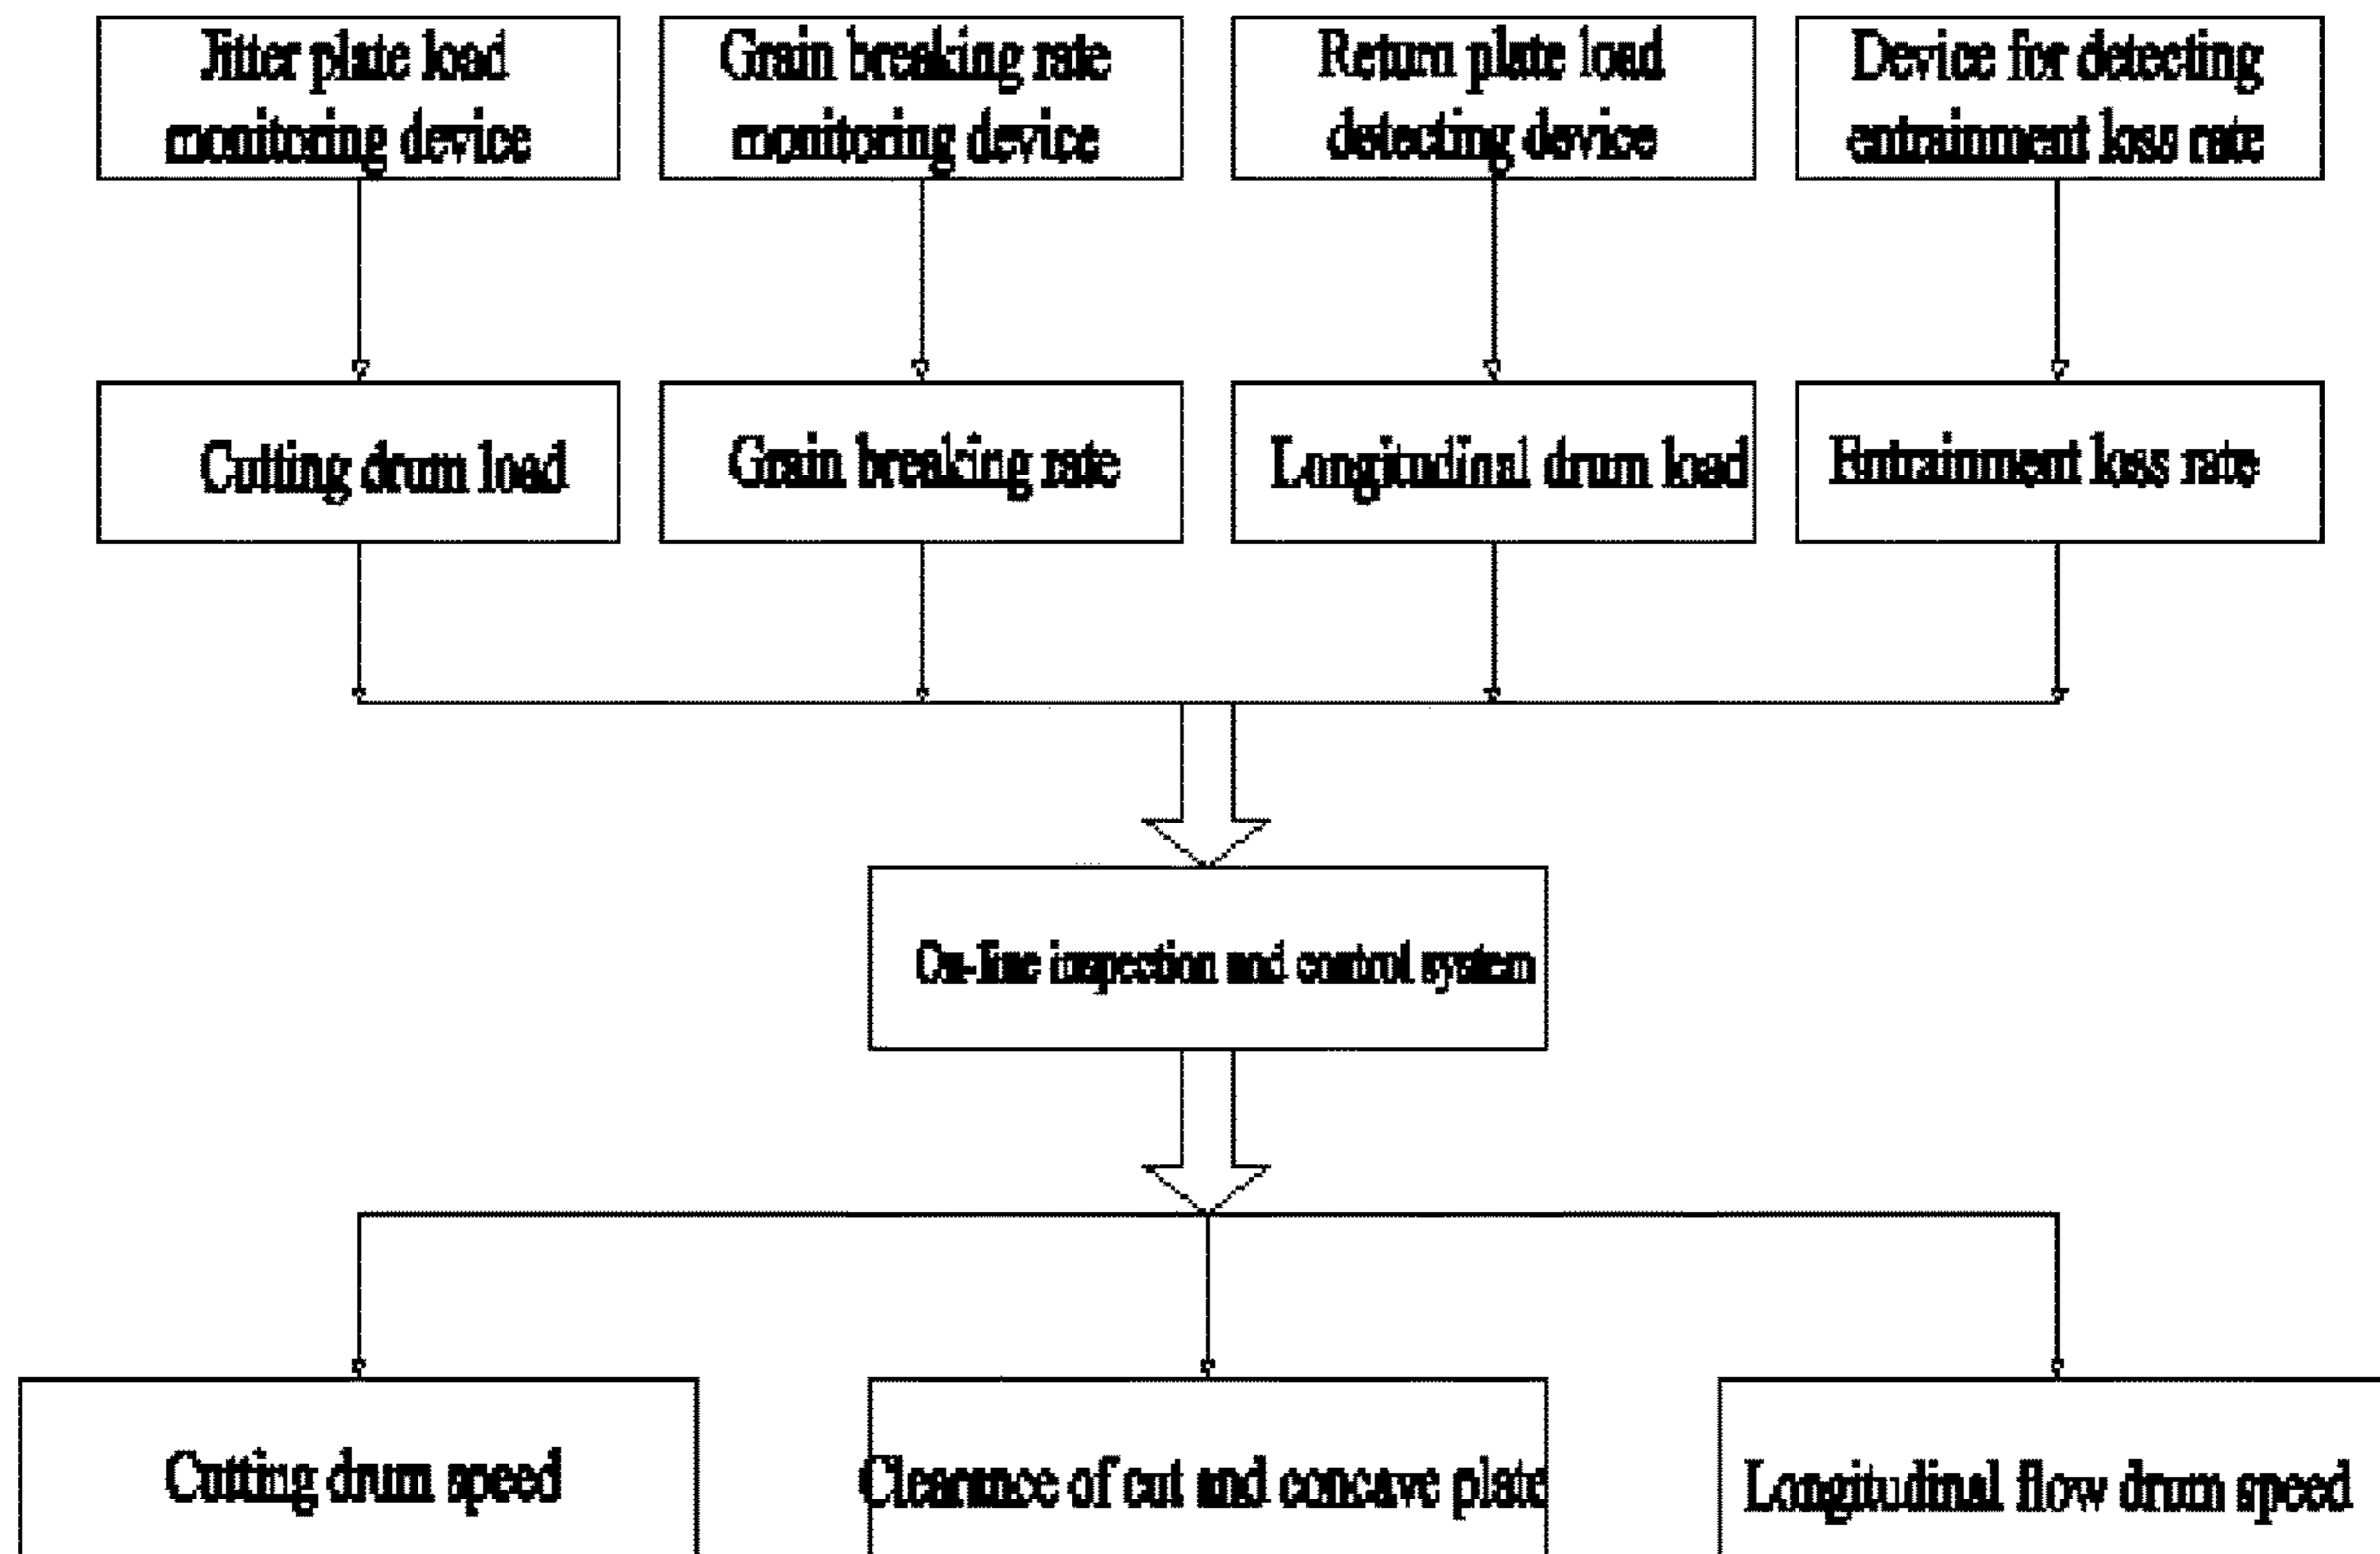 Jitter plate load
monitoring device
Grain breaking rate
monitoring device
Return plate load
detecting device
Device for detecting
entrainment loss rate
Cutting drum load
Grain breaking rate
Longitudinal drum load
Entrainment loss rate
On-line inspection and control system
Cutting drum speed
Clearance of cut and concave plate
Longitudinal flow drum speed